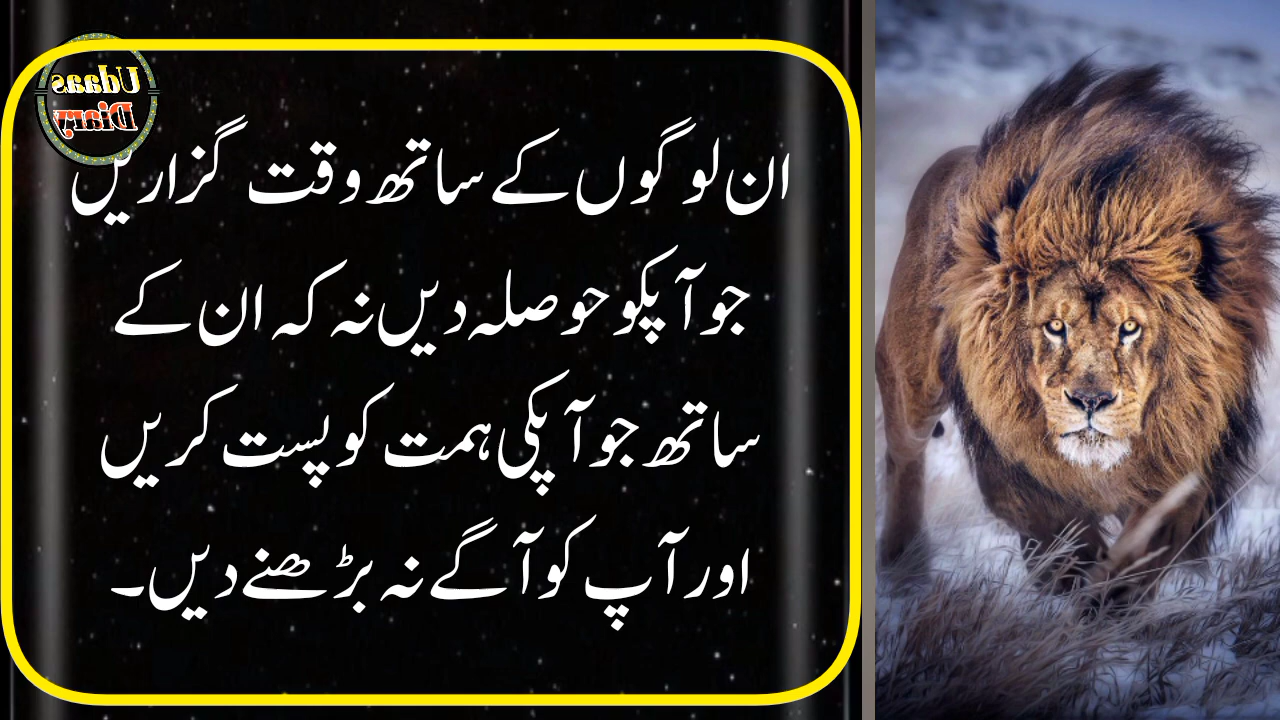 Udaas
Diary
ان لوگوں کے ساتھ وقت گزاریں
جو آپکو حوصلہ دیں نہ کہ ان کے
ساتھ جو آپکی ہمت کو پست کریں
اور آپ کو آگے نہ بڑھنے دیں۔